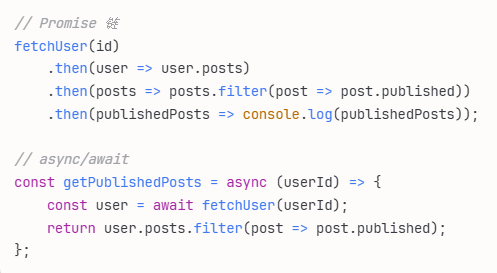 // Promise 链
fetchUser(id)
    .then(user => user.posts)
    .then(posts => posts.filter(post => post.published))
    .then(publishedPosts => console.log(publishedPosts));

// async/await
const getPublishedPosts = async (userId) => {
    const user = await fetchUser(userId);
    return user.posts.filter(post => post.published);
};